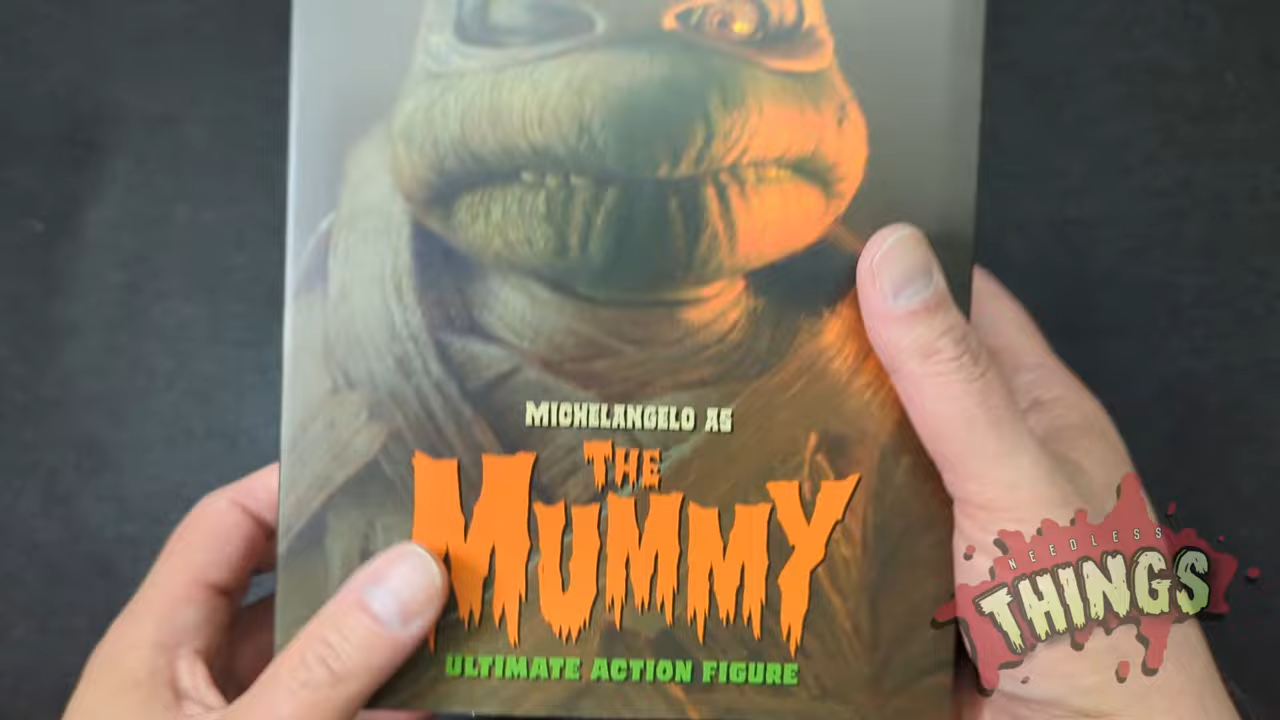 MICHELANGELO AS
THE
MUMMY
ULTIMATE ACTION FIGURE
NEEDLESS
THINGS